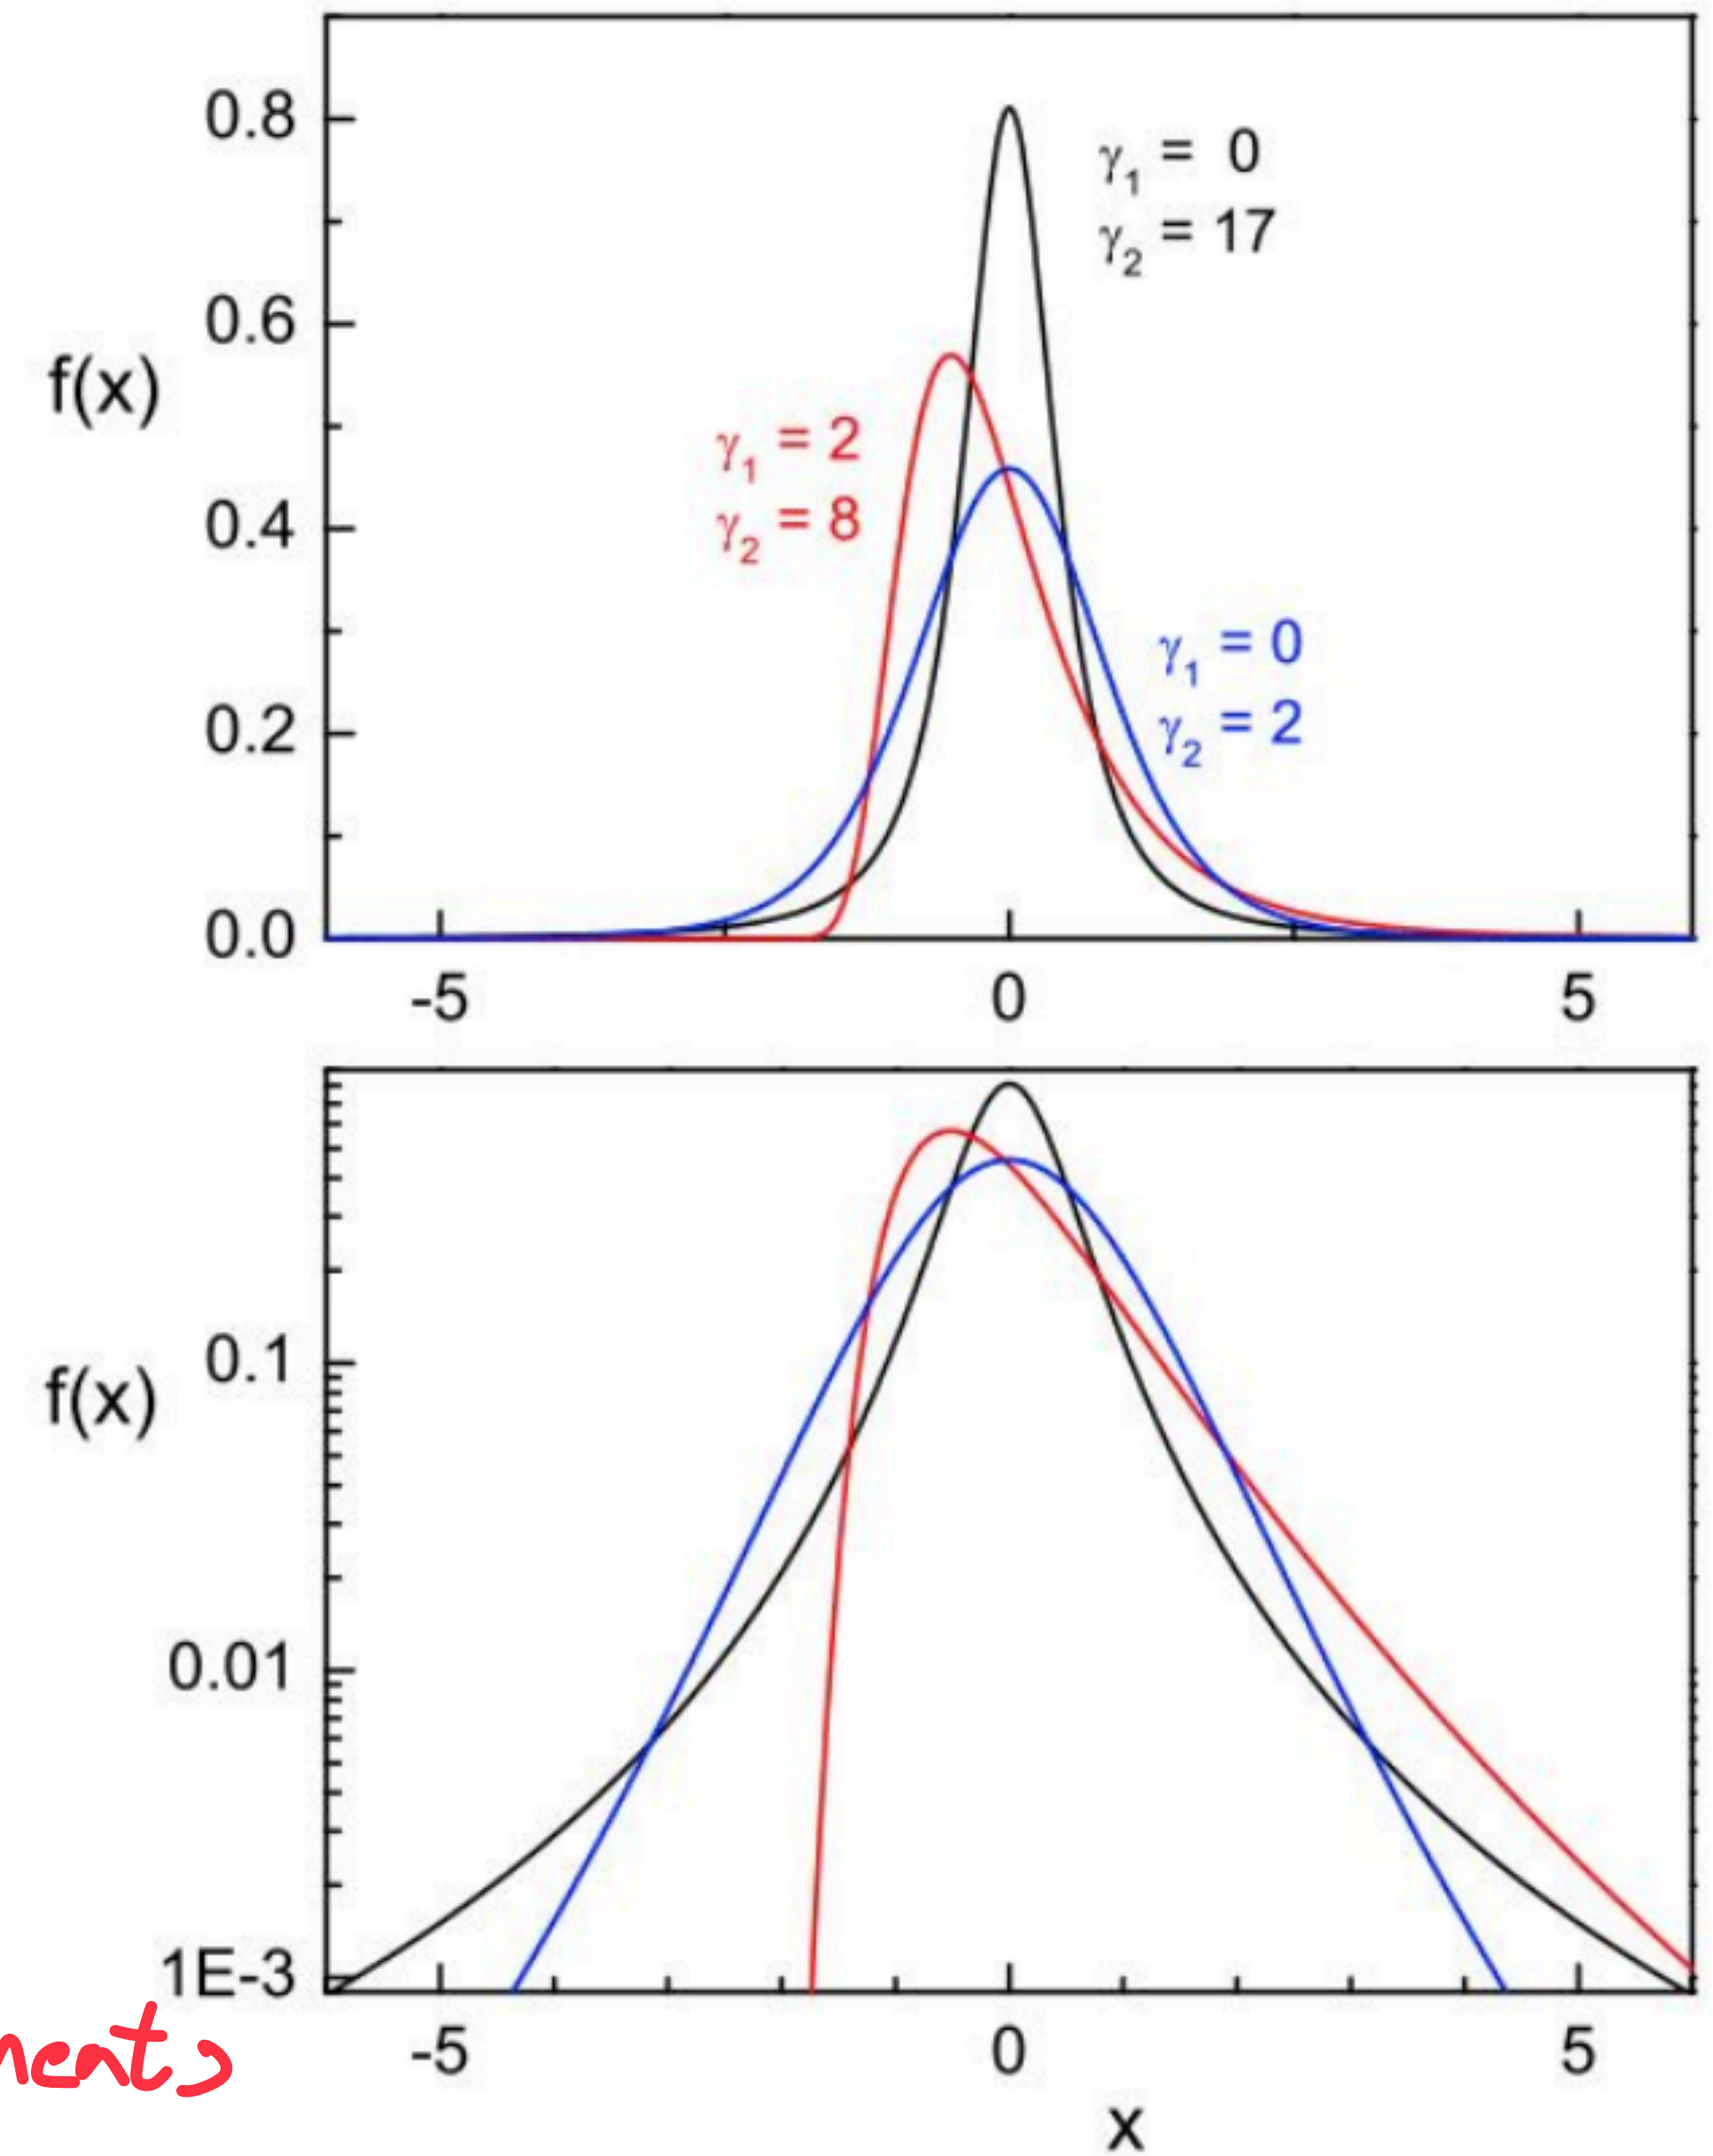 0.8
γ₁ = 0
γ₂ = 17
0.6
f(x)
γ₁ = 2
γ₂ = 8
0.4
γ₁ = 0
γ₂ = 2
0.2
0.0
-5 0 5
0.1
f(x)
0.01
1E-3
-5 0 5
x